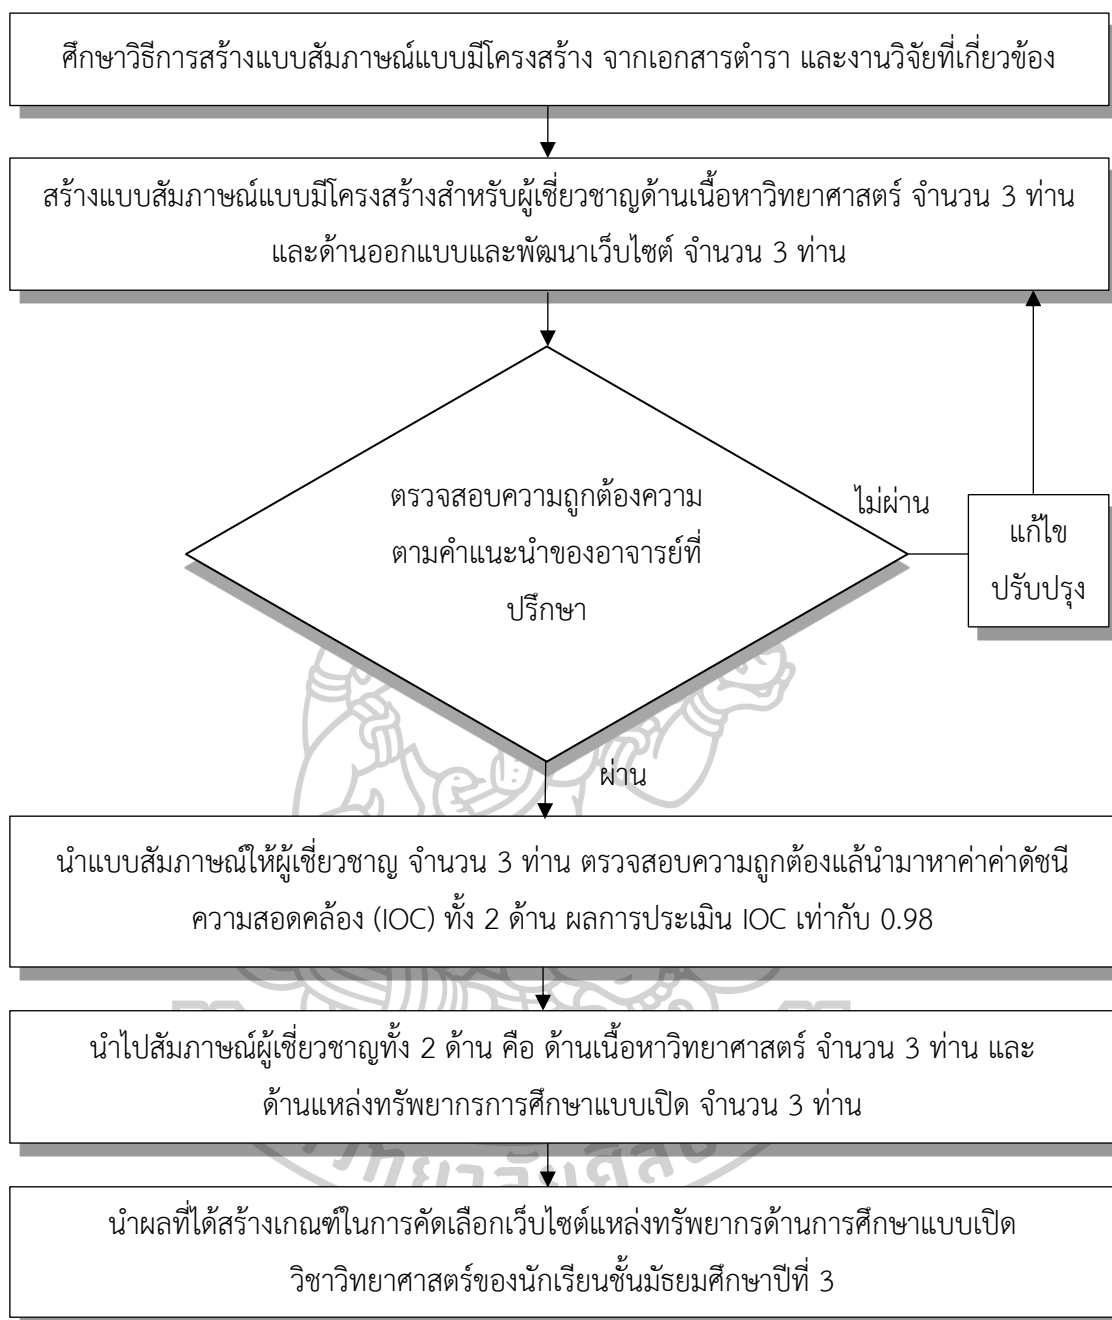 ศึกษาวิธีการสร้างแบบสัมภาษณ์แบบมีโครงสร้าง จากเอกสารตำรา และงานวิจัยที่เกี่ยวข้อง
สร้างแบบสัมภาษณ์แบบมีโครงสร้างสำหรับผู้เชี่ยวชาญด้านเนื้อหาวิทยาศาสตร์ จำนวน 3 ท่าน
และด้านออกแบบและพัฒนาเว็บไซต์ จำนวน 3 ท่าน
ตรวจสอบความถูกต้องความ
ตามคำแนะนำของอาจารย์ที่
ปรึกษา
ไม่ผ่าน
แก้ไข
ปรับปรุง
ผ่าน
นำแบบสัมภาษณ์ให้ผู้เชี่ยวชาญ จำนวน 3 ท่าน ตรวจสอบความถูกต้องแล้นำมาหาค่าค่าดัชนี
ความสอดคล้อง (IOC) ทั้ง 2 ด้าน ผลการประเมิน IOC เท่ากับ 0.98
นำไปสัมภาษณ์ผู้เชี่ยวชาญทั้ง 2 ด้าน คือ ด้านเนื้อหาวิทยาศาสตร์ จำนวน 3 ท่าน และ
ด้านแหล่งทรัพยากรการศึกษาแบบเปิด จำนวน 3 ท่าน
นำผลที่ได้สร้างเกณฑ์ในการคัดเลือกเว็บไซต์แหล่งทรัพยากรด้านการศึกษาแบบเปิด
วิชาวิทยาศาสตร์ของนักเรียนชั้นมัธยมศึกษาปีที่ 3